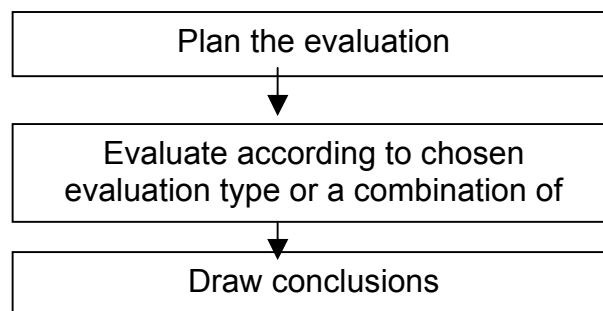 Plan the evaluation
Evaluate according to chosen
evaluation type or a combination of
Draw conclusions